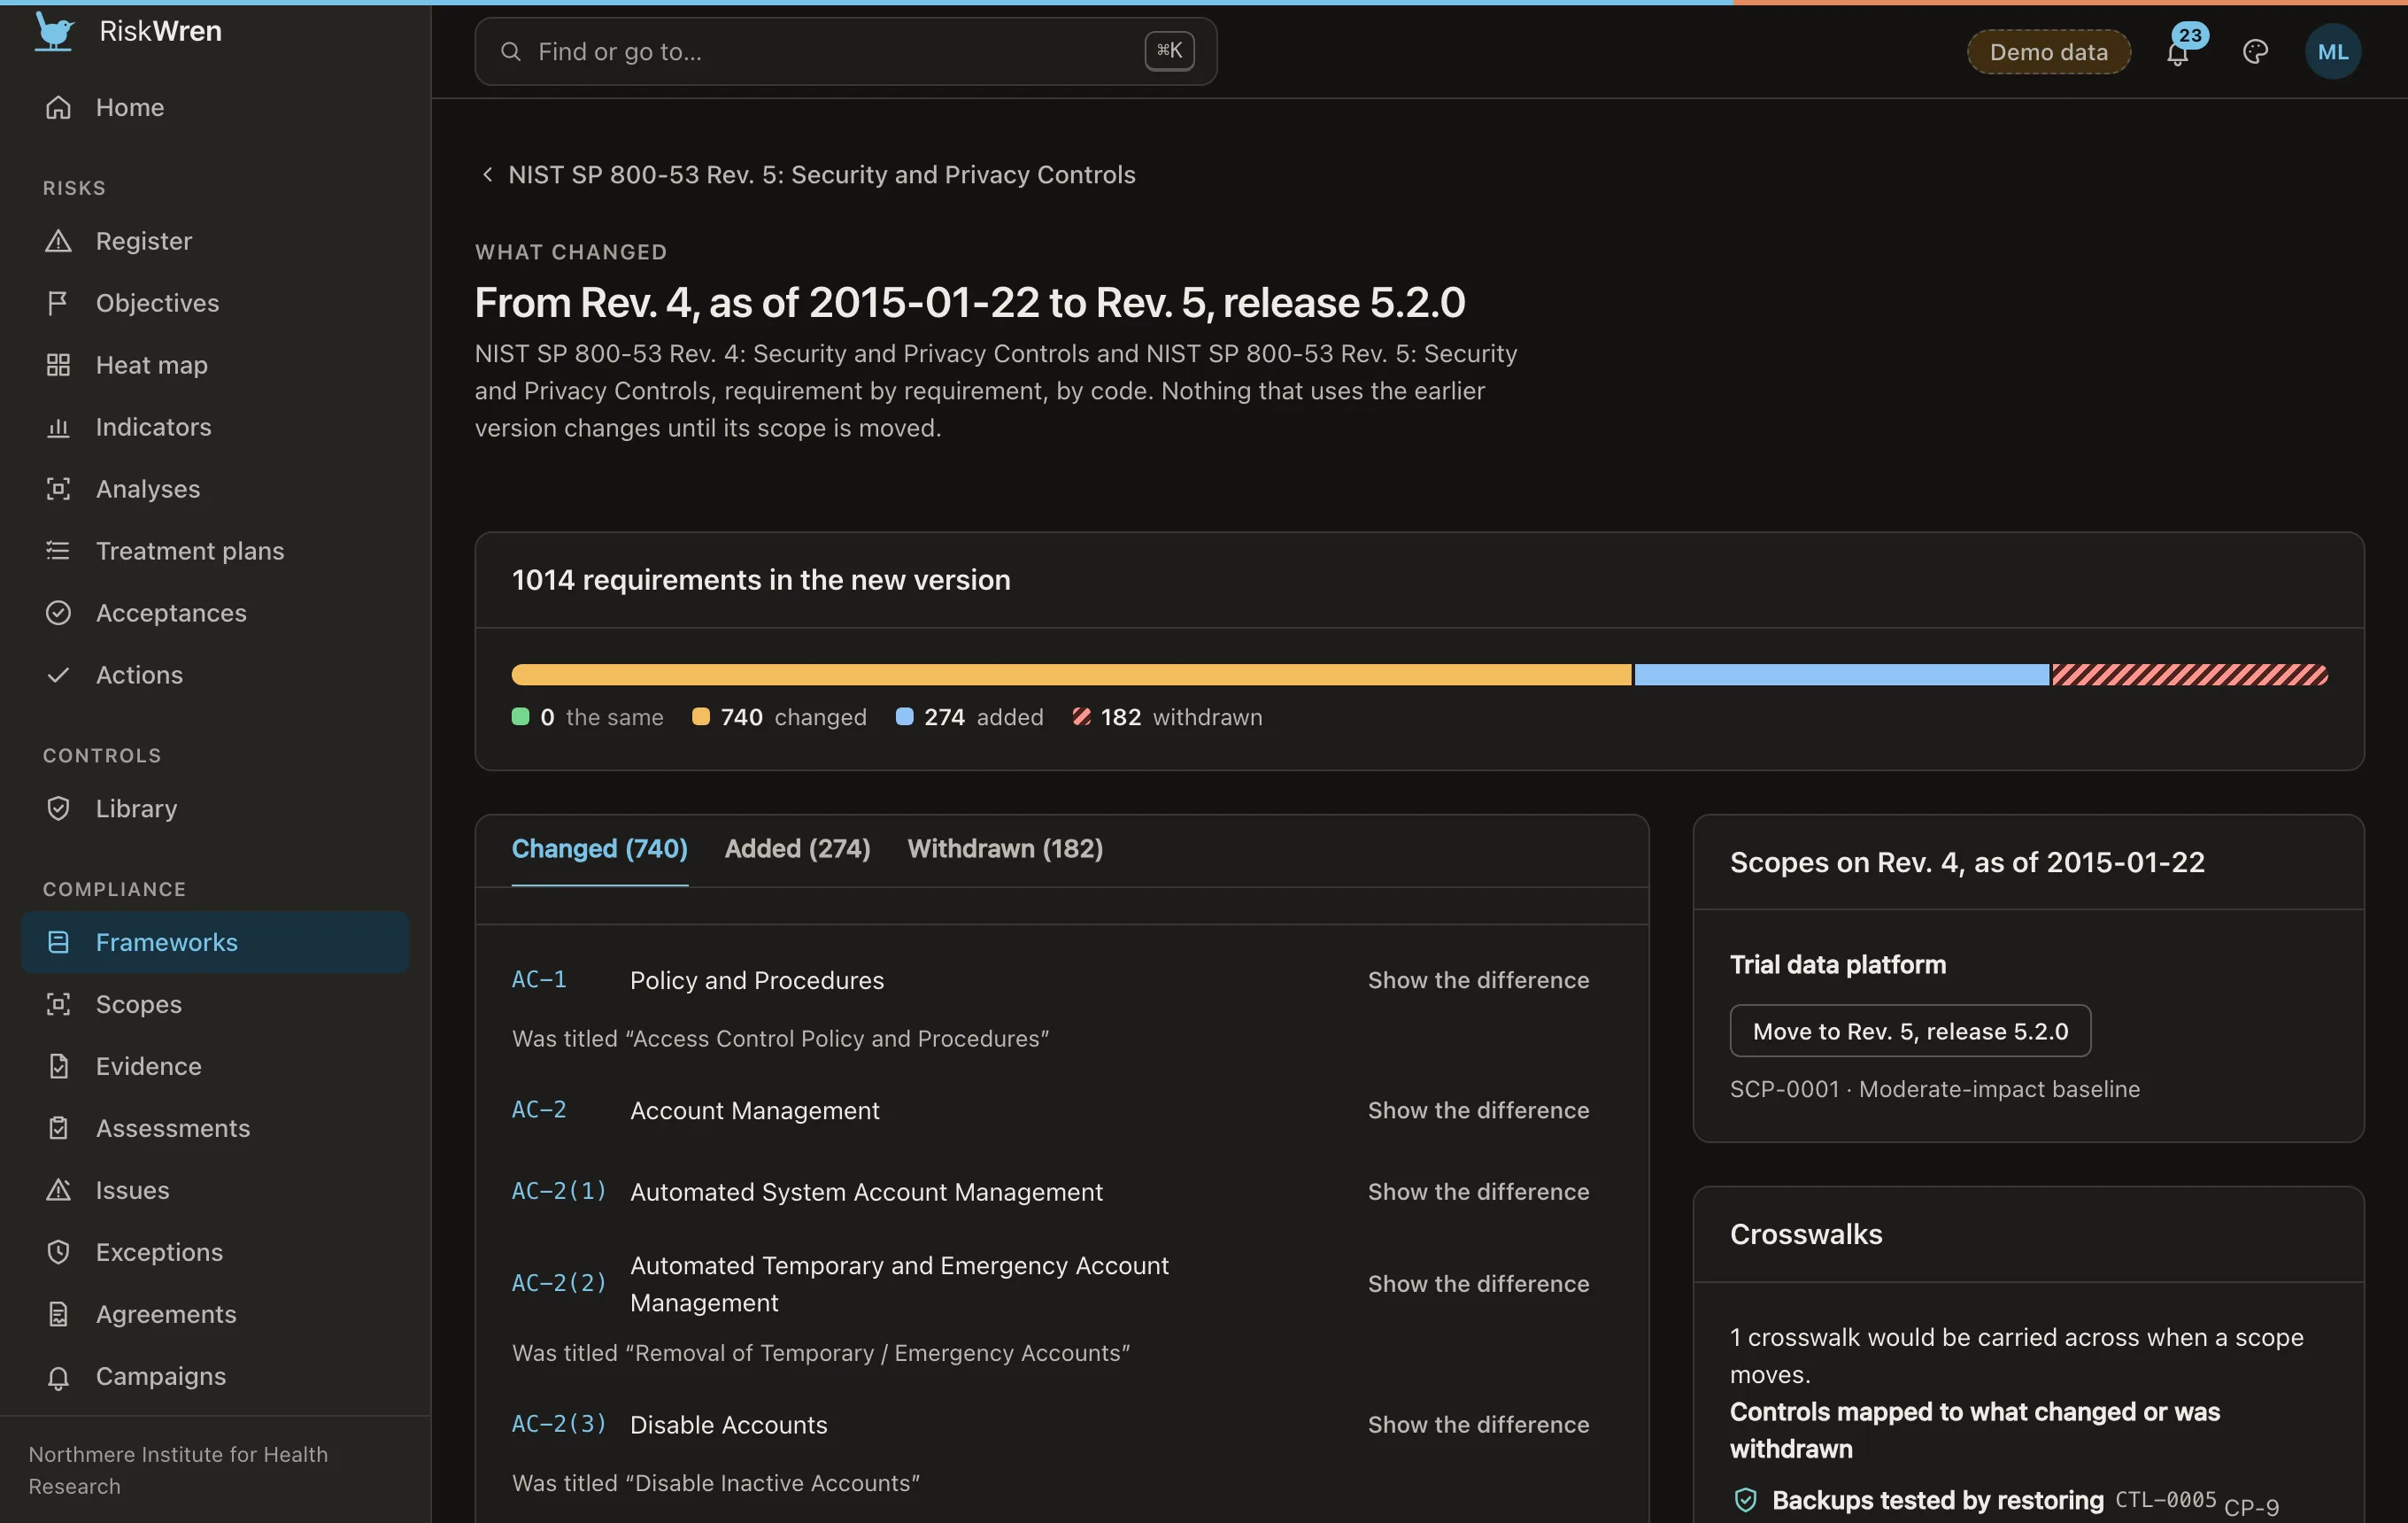 RiskWren
Find or go to...
⌘K
Demo data
23
ML
Home
RISKS
Register
Objectives
Heat map
Indicators
Analyses
Treatment plans
Acceptances
Actions
CONTROLS
Library
COMPLIANCE
Frameworks
Scopes
Evidence
Assessments
Issues
Exceptions
Agreements
Campaigns
Northmere Institute for Health
Research
NIST SP 800-53 Rev. 5: Security and Privacy Controls
WHAT CHANGED
From Rev. 4, as of 2015-01-22 to Rev. 5, release 5.2.0
NIST SP 800-53 Rev. 4: Security and Privacy Controls and NIST SP 800-53 Rev. 5: Security
and Privacy Controls, requirement by requirement, by code. Nothing that uses the earlier
version changes until its scope is moved.
1014 requirements in the new version
0 the same 740 changed 274 added 182 withdrawn
Changed (740) Added (274) Withdrawn (182)
AC-1 Policy and Procedures Show the difference
Was titled “Access Control Policy and Procedures”
AC-2 Account Management Show the difference
AC-2(1) Automated System Account Management Show the difference
AC-2(2) Automated Temporary and Emergency Account
Management Show the difference
Was titled “Removal of Temporary / Emergency Accounts”
AC-2(3) Disable Accounts Show the difference
Was titled “Disable Inactive Accounts”
Scopes on Rev. 4, as of 2015-01-22
Trial data platform
Move to Rev. 5, release 5.2.0
SCP-0001 · Moderate-impact baseline
Crosswalks
1 crosswalk would be carried across when a scope
moves.
Controls mapped to what changed or was
withdrawn
Backups tested by restoring CTL-0005 CP-9